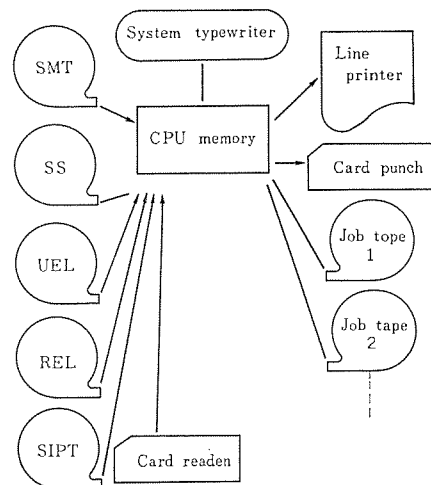 System typewriter
SMT
Line
printer
CPU memory
SS
Card punch
Job tope
1
UEL
Job tape
2
REL
SIPT
Card readen